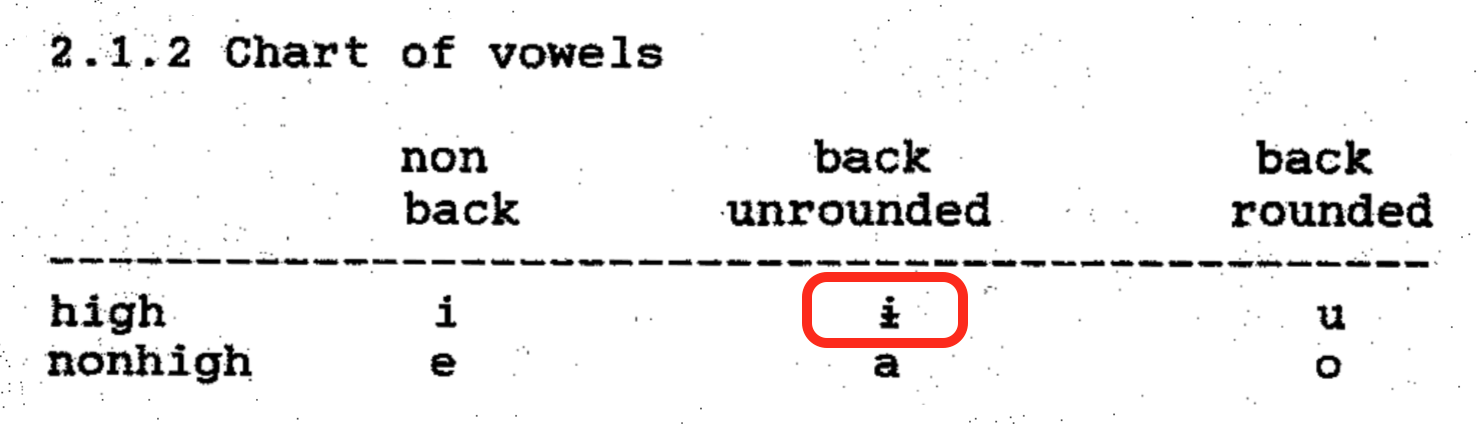 2.1.2 Chart of vowels
non back back
back unrounded rounded
high i ɨ u
nonhigh e a o